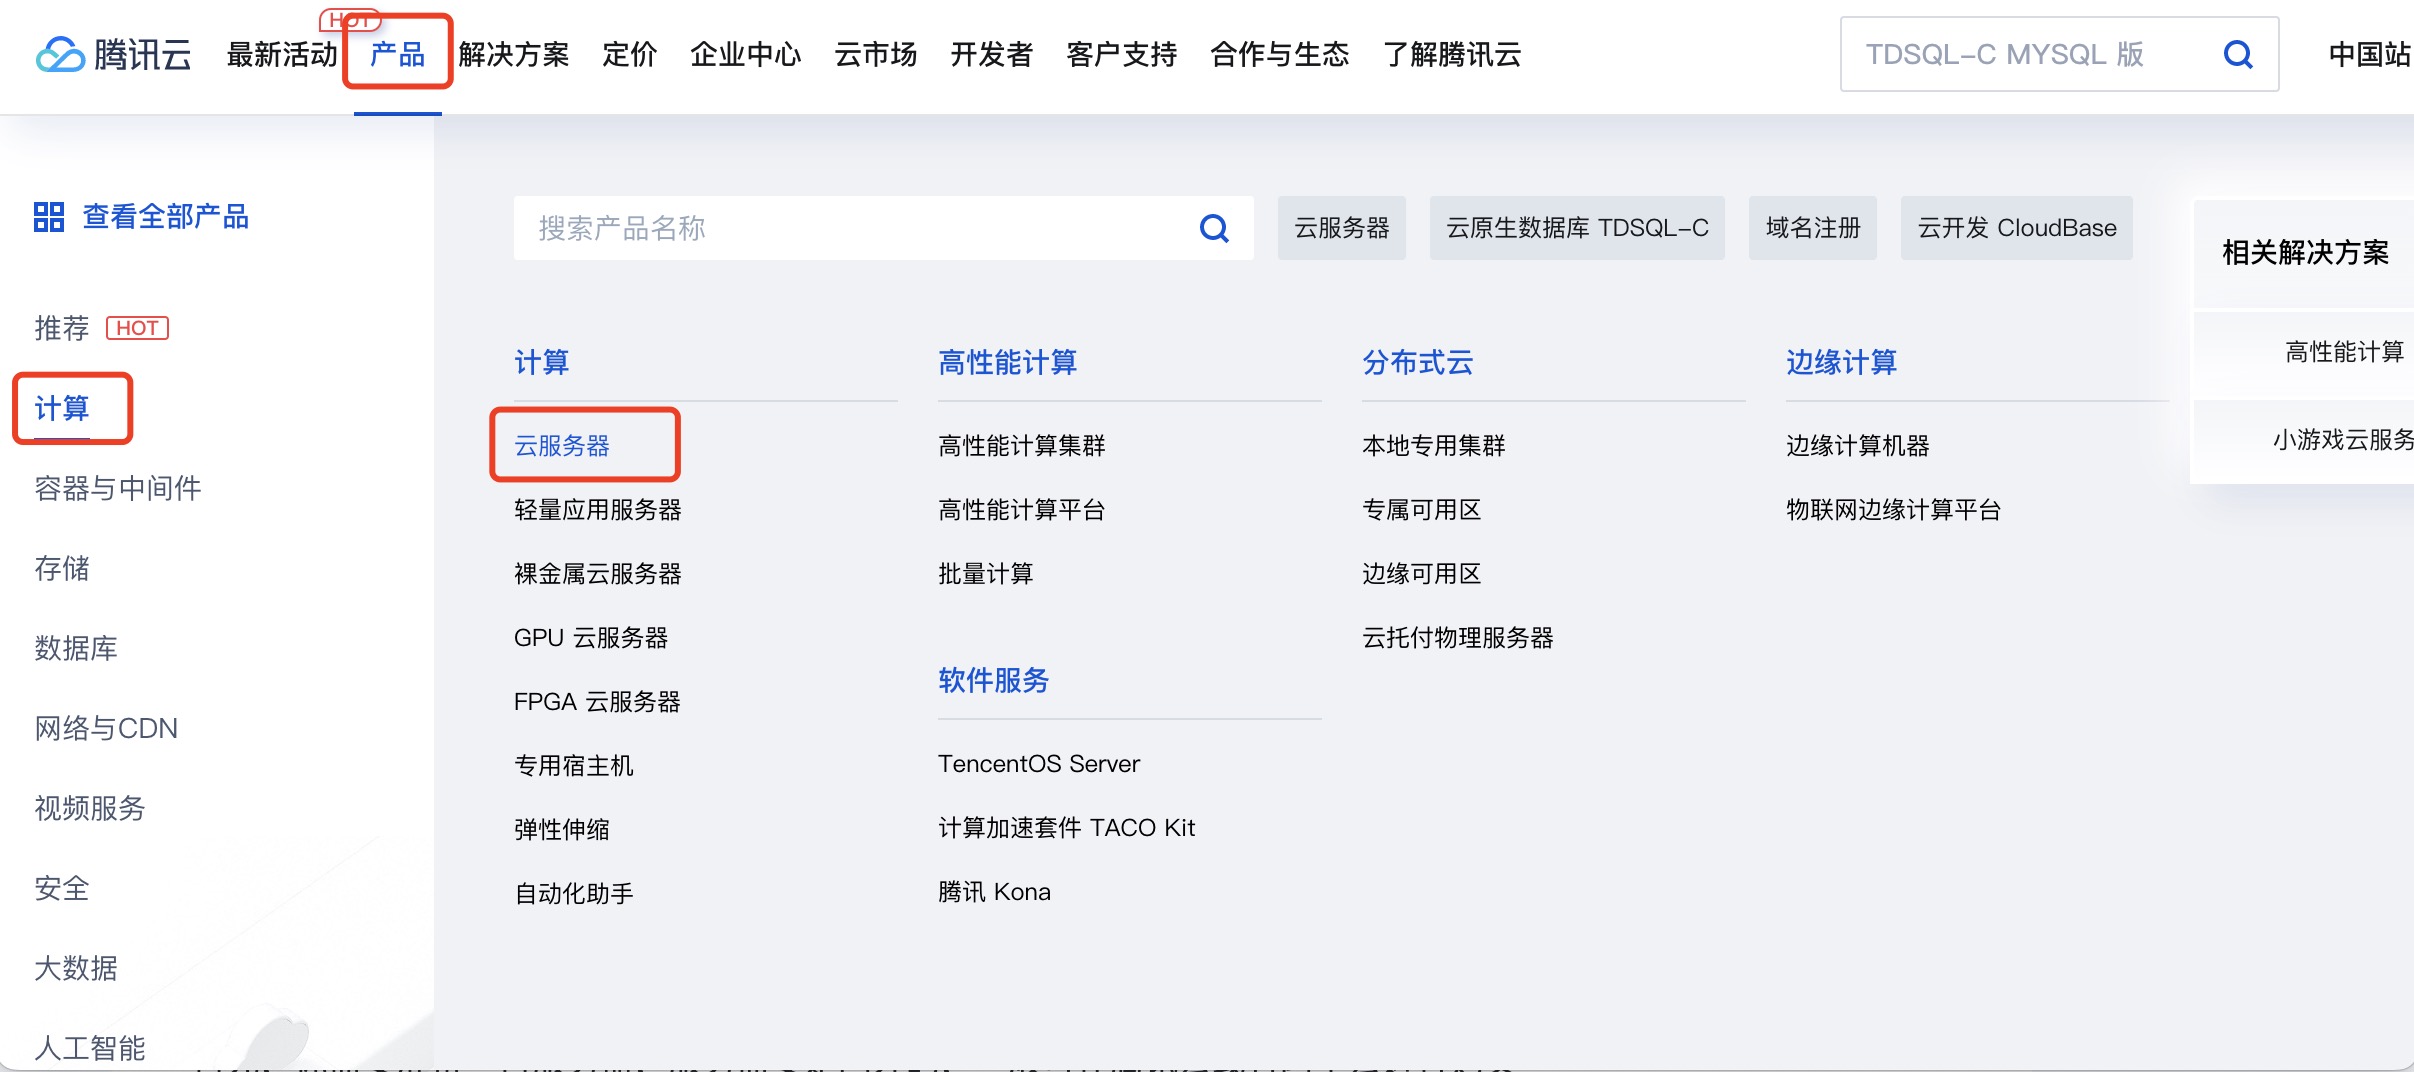 HOT
腾讯云 最新活动 产品 解决方案 定价 企业中心 云市场 开发者 客户支持 合作与生态 了解腾讯云 TDSQL-C MYSQL 版 中国站
查看全部产品
推荐 HOT
计算
容器与中间件
存储
数据库
网络与CDN
视频服务
安全
大数据
人工智能
搜索产品名称 云服务器 云原生数据库 TDSQL-C 域名注册 云开发 CloudBase
计算
云服务器
轻量应用服务器
裸金属云服务器
GPU 云服务器
FPGA 云服务器
专用宿主机
弹性伸缩
自动化助手
高性能计算
高性能计算集群
高性能计算平台
批量计算
软件服务
TencentOS Server
计算加速套件 TACO Kit
腾讯 Kona
分布式云
本地专用集群
专属可用区
边缘可用区
云托付物理服务器
边缘计算
边缘计算机器
物联网边缘计算平台
相关解决方案
高性能计算
小游戏云服务